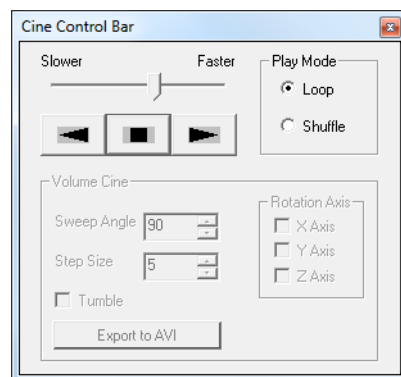 Cine Control Bar
Slower Faster
Play Mode
Loop
Shuffle
Volume Cine
Sweep Angle 90
Step Size 5
Tumble
Export to AVI
Rotation Axis
X Axis
Y Axis
Z Axis